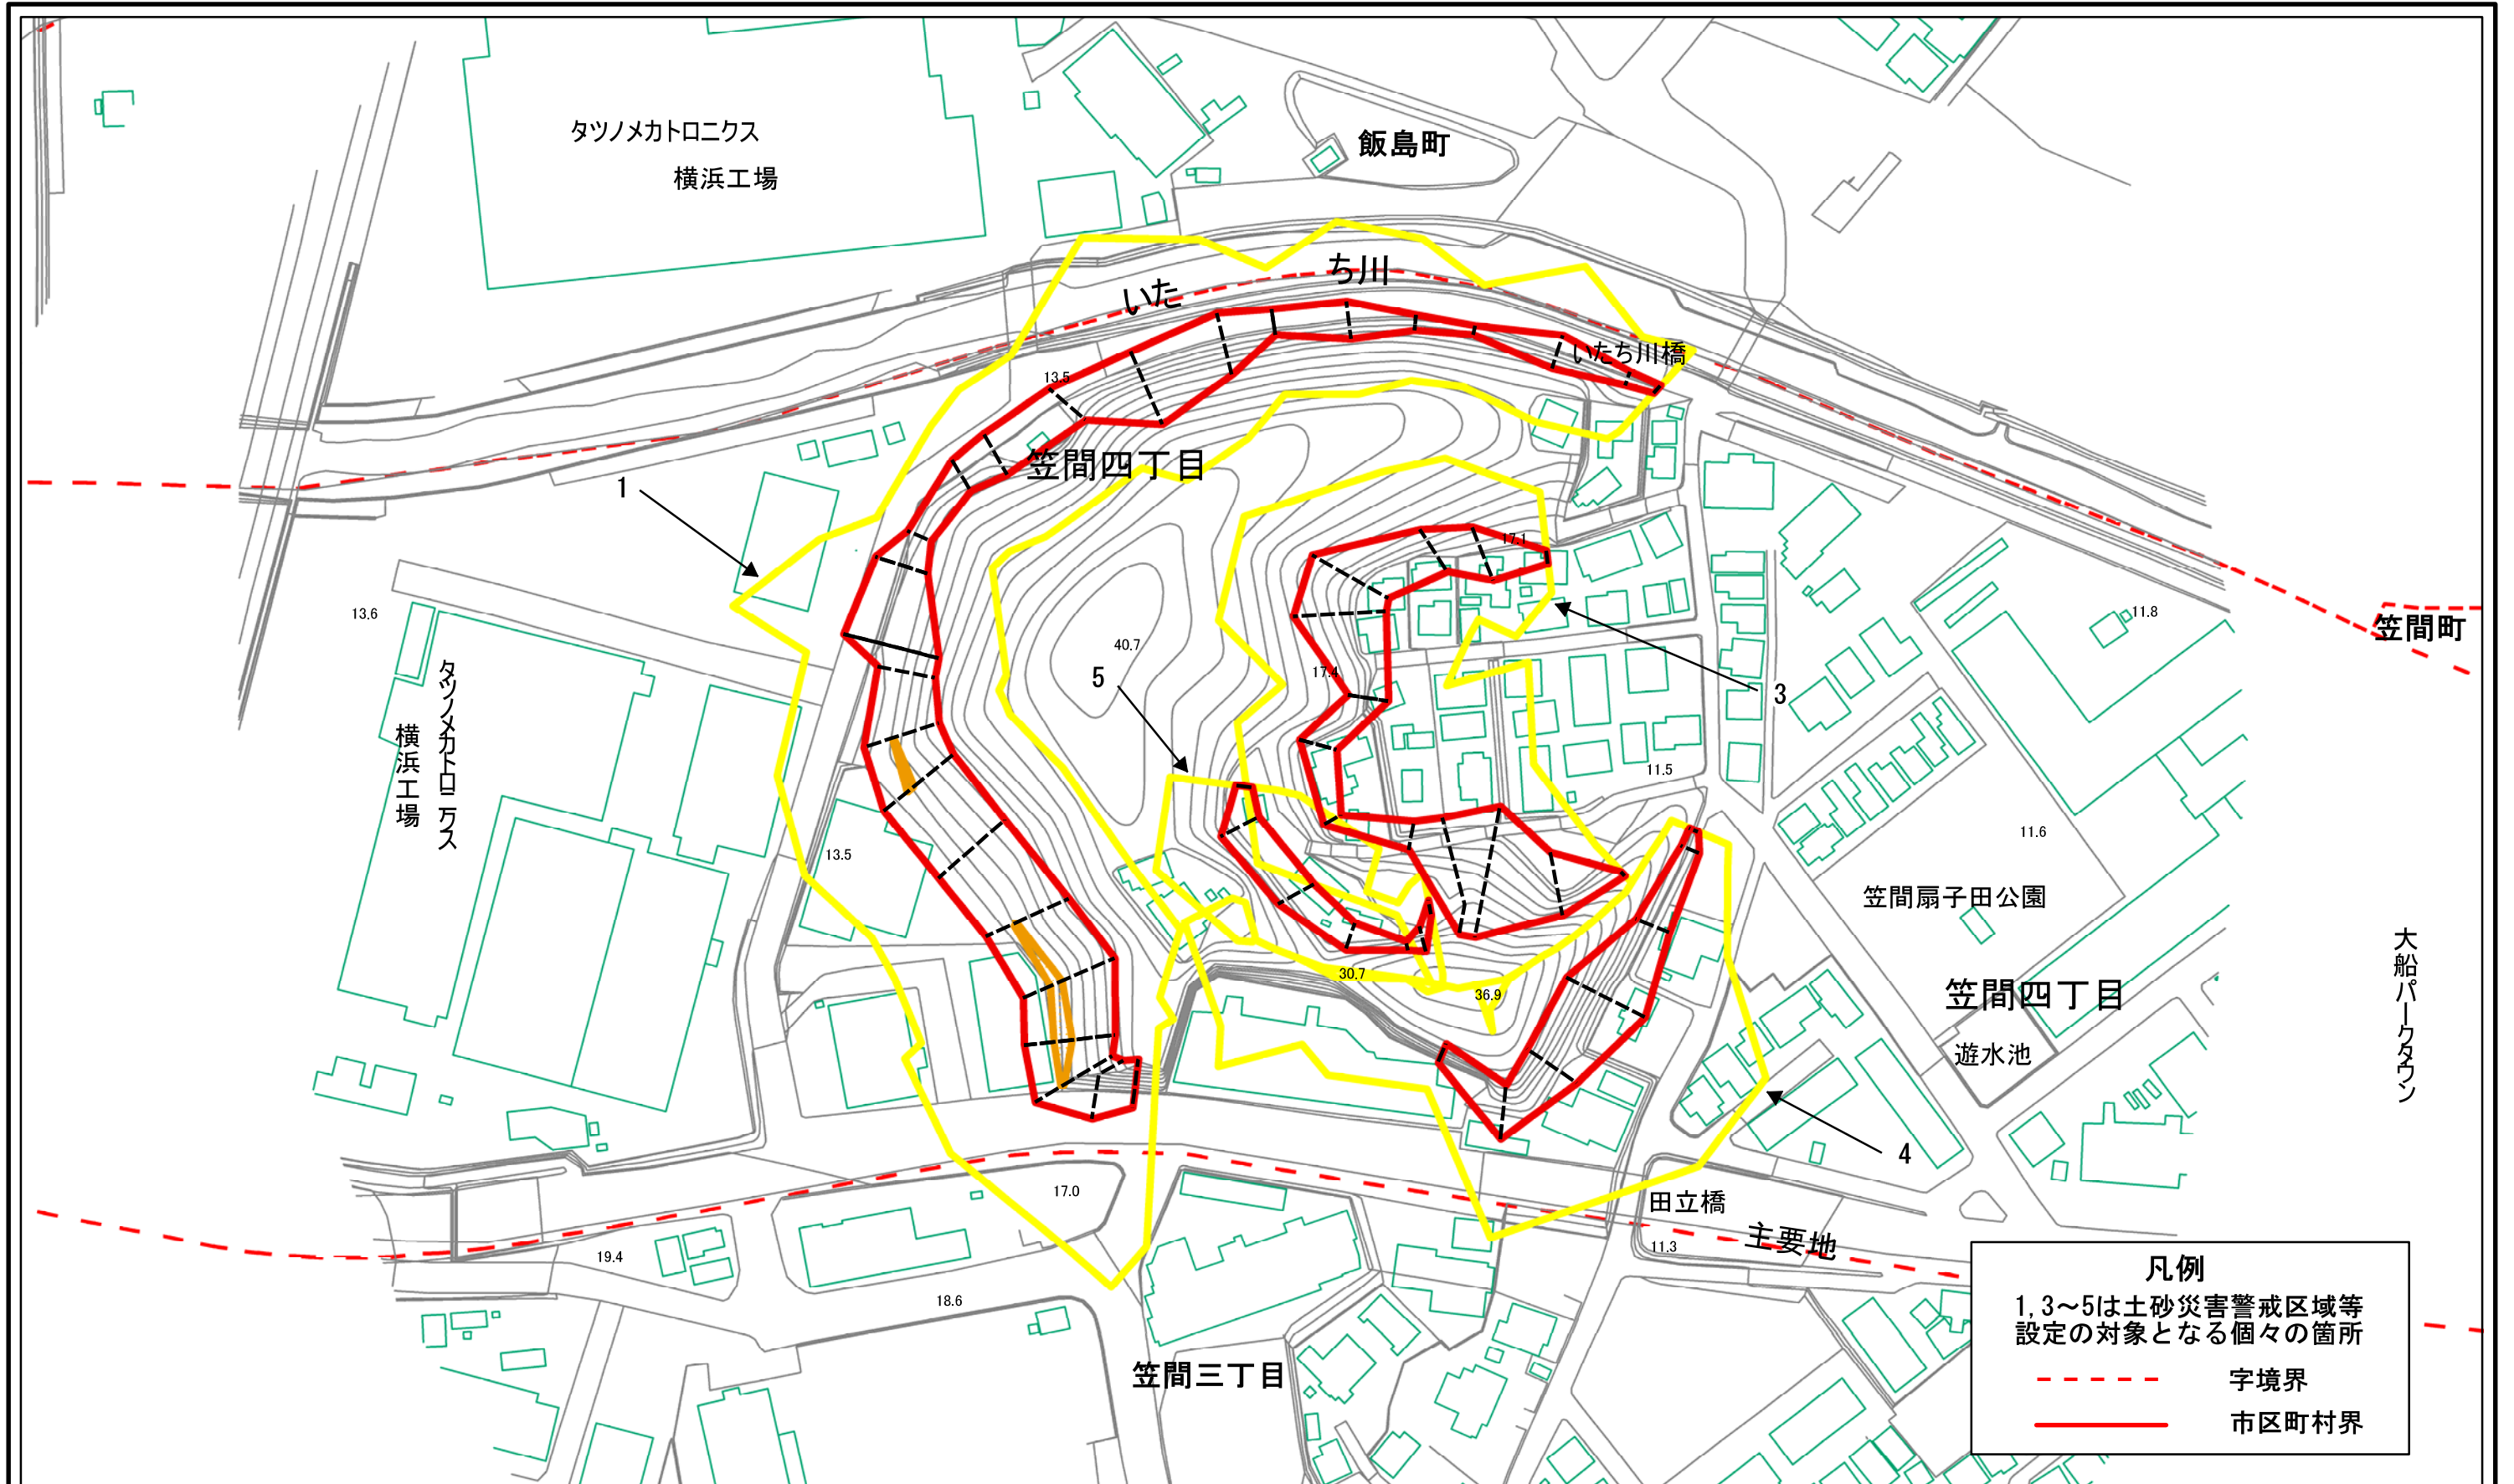 タツノメカトロニクス
横浜工場
飯島町
いたち川
いたち川橋
13.5
笠間四丁目
1
17.1
13.6
11.8
笠間町
40.7
5
17.4
3
タツノメカトロニクス
横浜工場
11.5
11.6
13.5
笠間扇子田公園
大船パークタウン
30.7
36.9
笠間四丁目
遊水池
4
17.0
田立橋
主要地
11.3
19.4
18.6
笠間三丁目
凡例
1,3～5は土砂災害警戒区域等
設定の対象となる個々の箇所
字境界
市区町村界